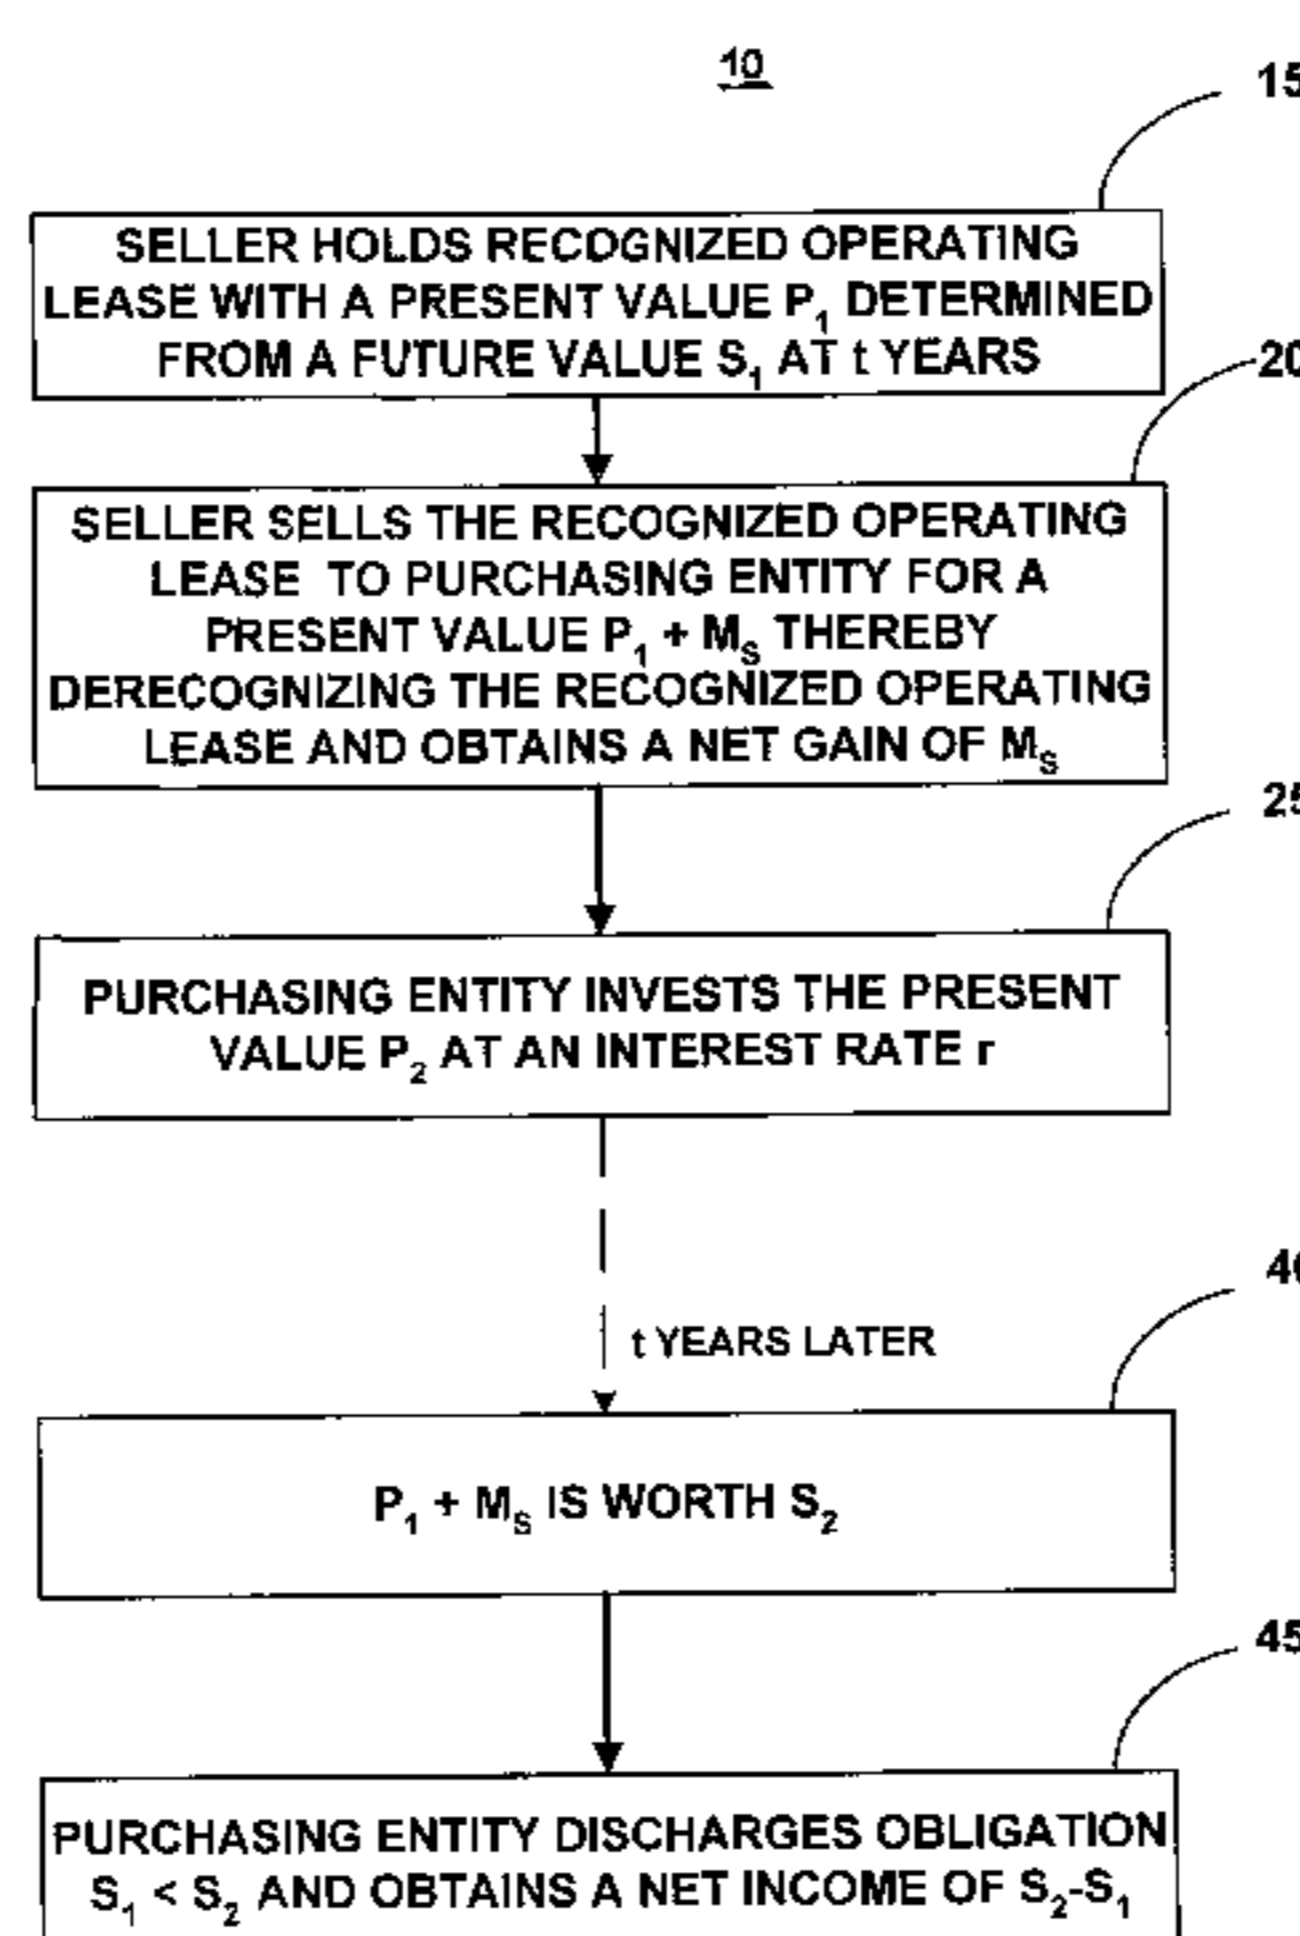 10
15
SELLER HOLDS RECOGNIZED OPERATING
LEASE WITH A PRESENT VALUE P₁ DETERMINED
FROM A FUTURE VALUE S₁ AT t YEARS
20
SELLER SELLS THE RECOGNIZED OPERATING
LEASE TO PURCHASING ENTITY FOR A
PRESENT VALUE P₁ + Mₛ THEREBY
DERECOGNIZING THE RECOGNIZED OPERATING
LEASE AND OBTAINS A NET GAIN OF Mₛ
25
PURCHASING ENTITY INVESTS THE PRESENT
VALUE P₂ AT AN INTEREST RATE r
t YEARS LATER
40
P₁ + Mₛ IS WORTH S₂
45
PURCHASING ENTITY DISCHARGES OBLIGATION
S₁ < S₂ AND OBTAINS A NET INCOME OF S₂-S₁